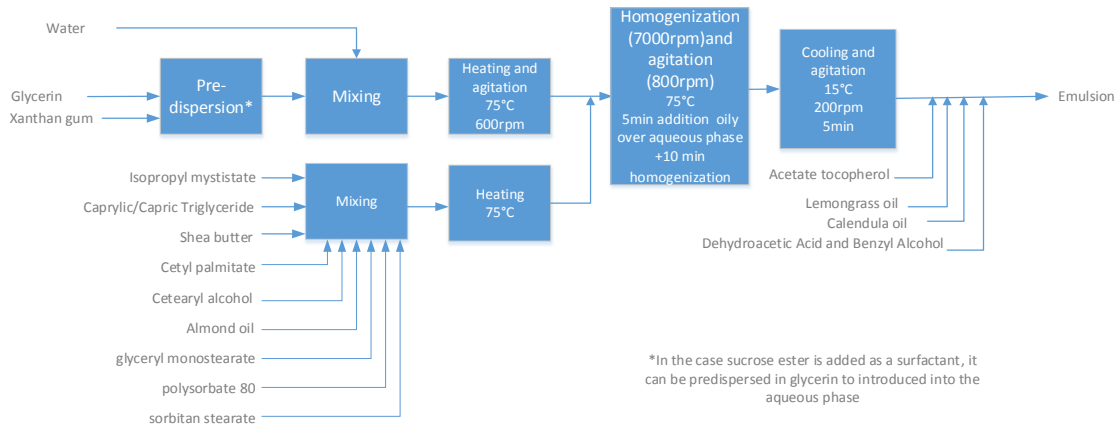 Water
Glycerin
Xanthan gum
Pre-
dispersion*
Mixing
Heating and
agitation
75°C
600rpm
Homogenization
(7000rpm)and
agitation
(800rpm)
75°C
5min addition oily
over aqueous phase
+10 min
homogenization
Cooling and
agitation
15°C
200rpm
5min
Emulsion
Acetate tocopherol
Lemongrass oil
Calendula oil
Dehydroacetic Acid and Benzyl Alcohol
Isopropyl mystistate
Caprylic/Capric Triglyceride
Shea butter
Cetyl palmitate
Cetearyl alcohol
Almond oil
glyceryl monostearate
polysorbate 80
sorbitan stearate
Mixing
Heating
75°C
*In the case sucrose ester is added as a surfactant, it
can be predispersed in glycerin to introduced into the
aqueous phase